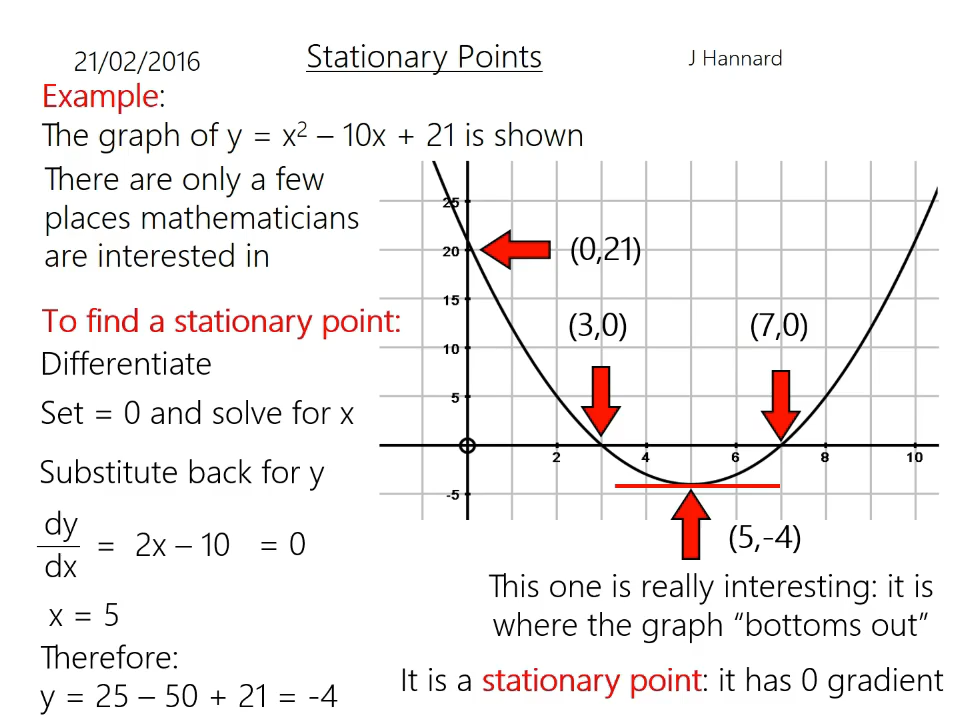 21/02/2016
Stationary Points
J Hannard
Example:
The graph of y = x² – 10x + 21 is shown
There are only a few
places mathematicians
are interested in
To find a stationary point:
Differentiate
Set = 0 and solve for x
Substitute back for y
dy
dx
= 2x – 10 = 0
x = 5
Therefore:
y = 25 – 50 + 21 = -4
25
20
15
10
5
-5
2
4
6
8
10
(0,21)
(3,0)
(7,0)
(5,-4)
This one is really interesting: it is
where the graph “bottoms out”
It is a stationary point: it has 0 gradient